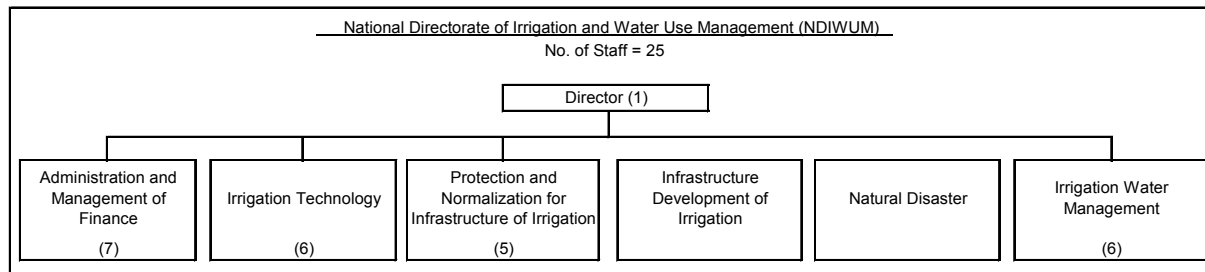 National Directorate of Irrigation and Water Use Management (NDIWUM)
No. of Staff = 25
Director (1)
Administration and
Management of
Finance
(7)
Irrigation Technology
(6)
Protection and
Normalization for
Infrastructure of Irrigation
(5)
Infrastructure
Development of
Irrigation
Natural Disaster
Irrigation Water
Management
(6)